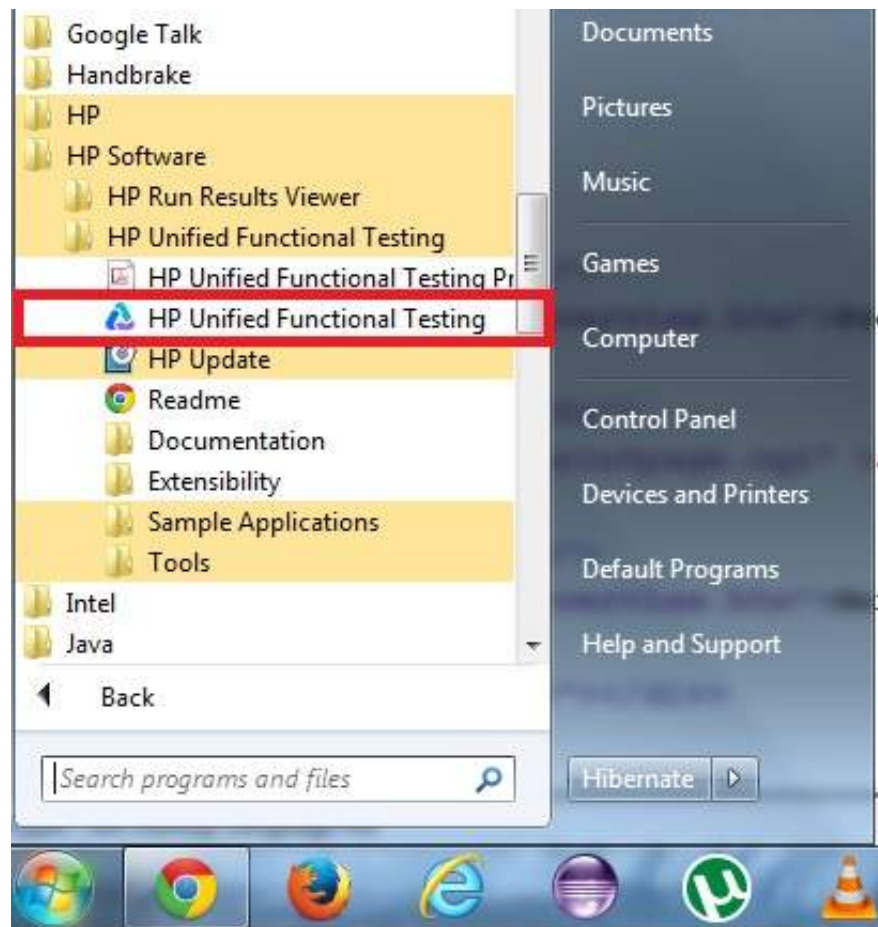 Google Talk
Handbrake
HP
HP Software
HP Run Results Viewer
HP Unified Functional Testing
HP Unified Functional Testing Pr
HP Unified Functional Testing
HP Update
Readme
Documentation
Extensibility
Sample Applications
Tools
Intel
Java
Back
Search programs and files
Documents
Pictures
Music
Games
Computer
Control Panel
Devices and Printers
Default Programs
Help and Support
Hibernate